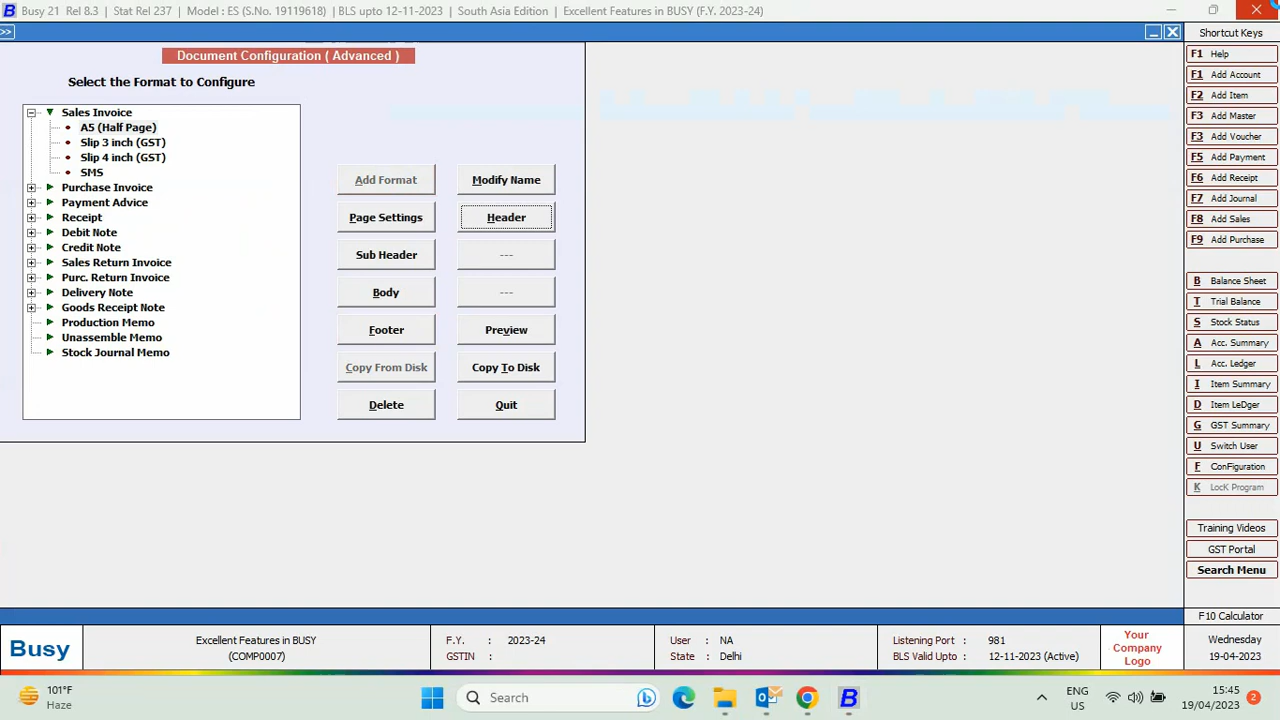 Busy 21 Rel 8.3 | Stat Rel 237 | Model : ES (S.No. 19119618) | BLS upto 12-11-2023 | South Asia Edition | Excellent Features in BUSY (F.Y. 2023-24)
>>
Document Configuration ( Advanced )
Select the Format to Configure
Sales Invoice
A5 (Half Page)
Slip 3 inch (GST)
Slip 4 inch (GST)
SMS
Purchase Invoice
Payment Advice
Receipt
Debit Note
Credit Note
Sales Return Invoice
Purc. Return Invoice
Delivery Note
Goods Receipt Note
Production Memo
Unassemble Memo
Stock Journal Memo
Add Format Modify Name
Page Settings Header
Sub Header ---
Body ---
Footer Preview
Copy From Disk Copy To Disk
Delete Quit
Shortcut Keys
F1 Help
F1 Add Account
F2 Add Item
F3 Add Master
F3 Add Voucher
F5 Add Payment
F6 Add Receipt
F7 Add Journal
F8 Add Sales
F9 Add Purchase
B Balance Sheet
T Trial Balance
S Stock Status
A Acc. Summary
L Acc. Ledger
I Item Summary
D Item LeDger
G GST Summary
U Switch User
F ConFiguration
K LocK Program
Training Videos
GST Portal
Search Menu
F10 Calculator
Busy
Excellent Features in BUSY
(COMP0007)
F.Y. : 2023-24
GSTIN :
User : NA
State : Delhi
Listening Port : 981
BLS Valid Upto : 12-11-2023 (Active)
Your
Company
Logo
Wednesday
19-04-2023
101°F
Haze
Search
ENG
US
15:45
19/04/2023
2